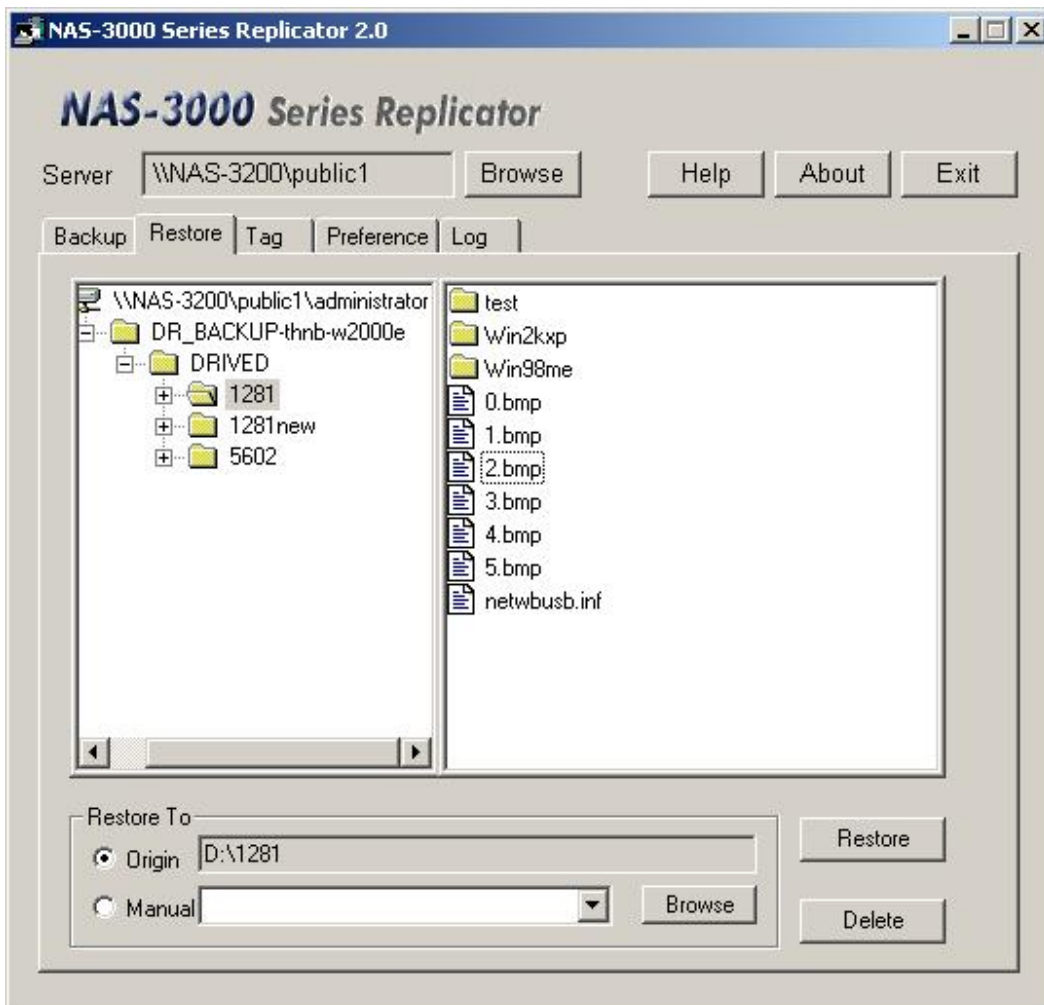 NAS-3000 Series Replicator 2.0
NAS-3000 Series Replicator
Server \\NAS-3200\public1 Browse Help About Exit
Backup Restore Tag Preference Log
\\NAS-3200\public1\administrator
DR_BACKUP-thnb-w2000e
DRIVED
1281
1281new
5602
test
Win2kxp
Win98me
0.bmp
1.bmp
2.bmp
3.bmp
4.bmp
5.bmp
netwbusb.inf
Restore To
Origin D:\1281
Manual Browse
Restore
Delete